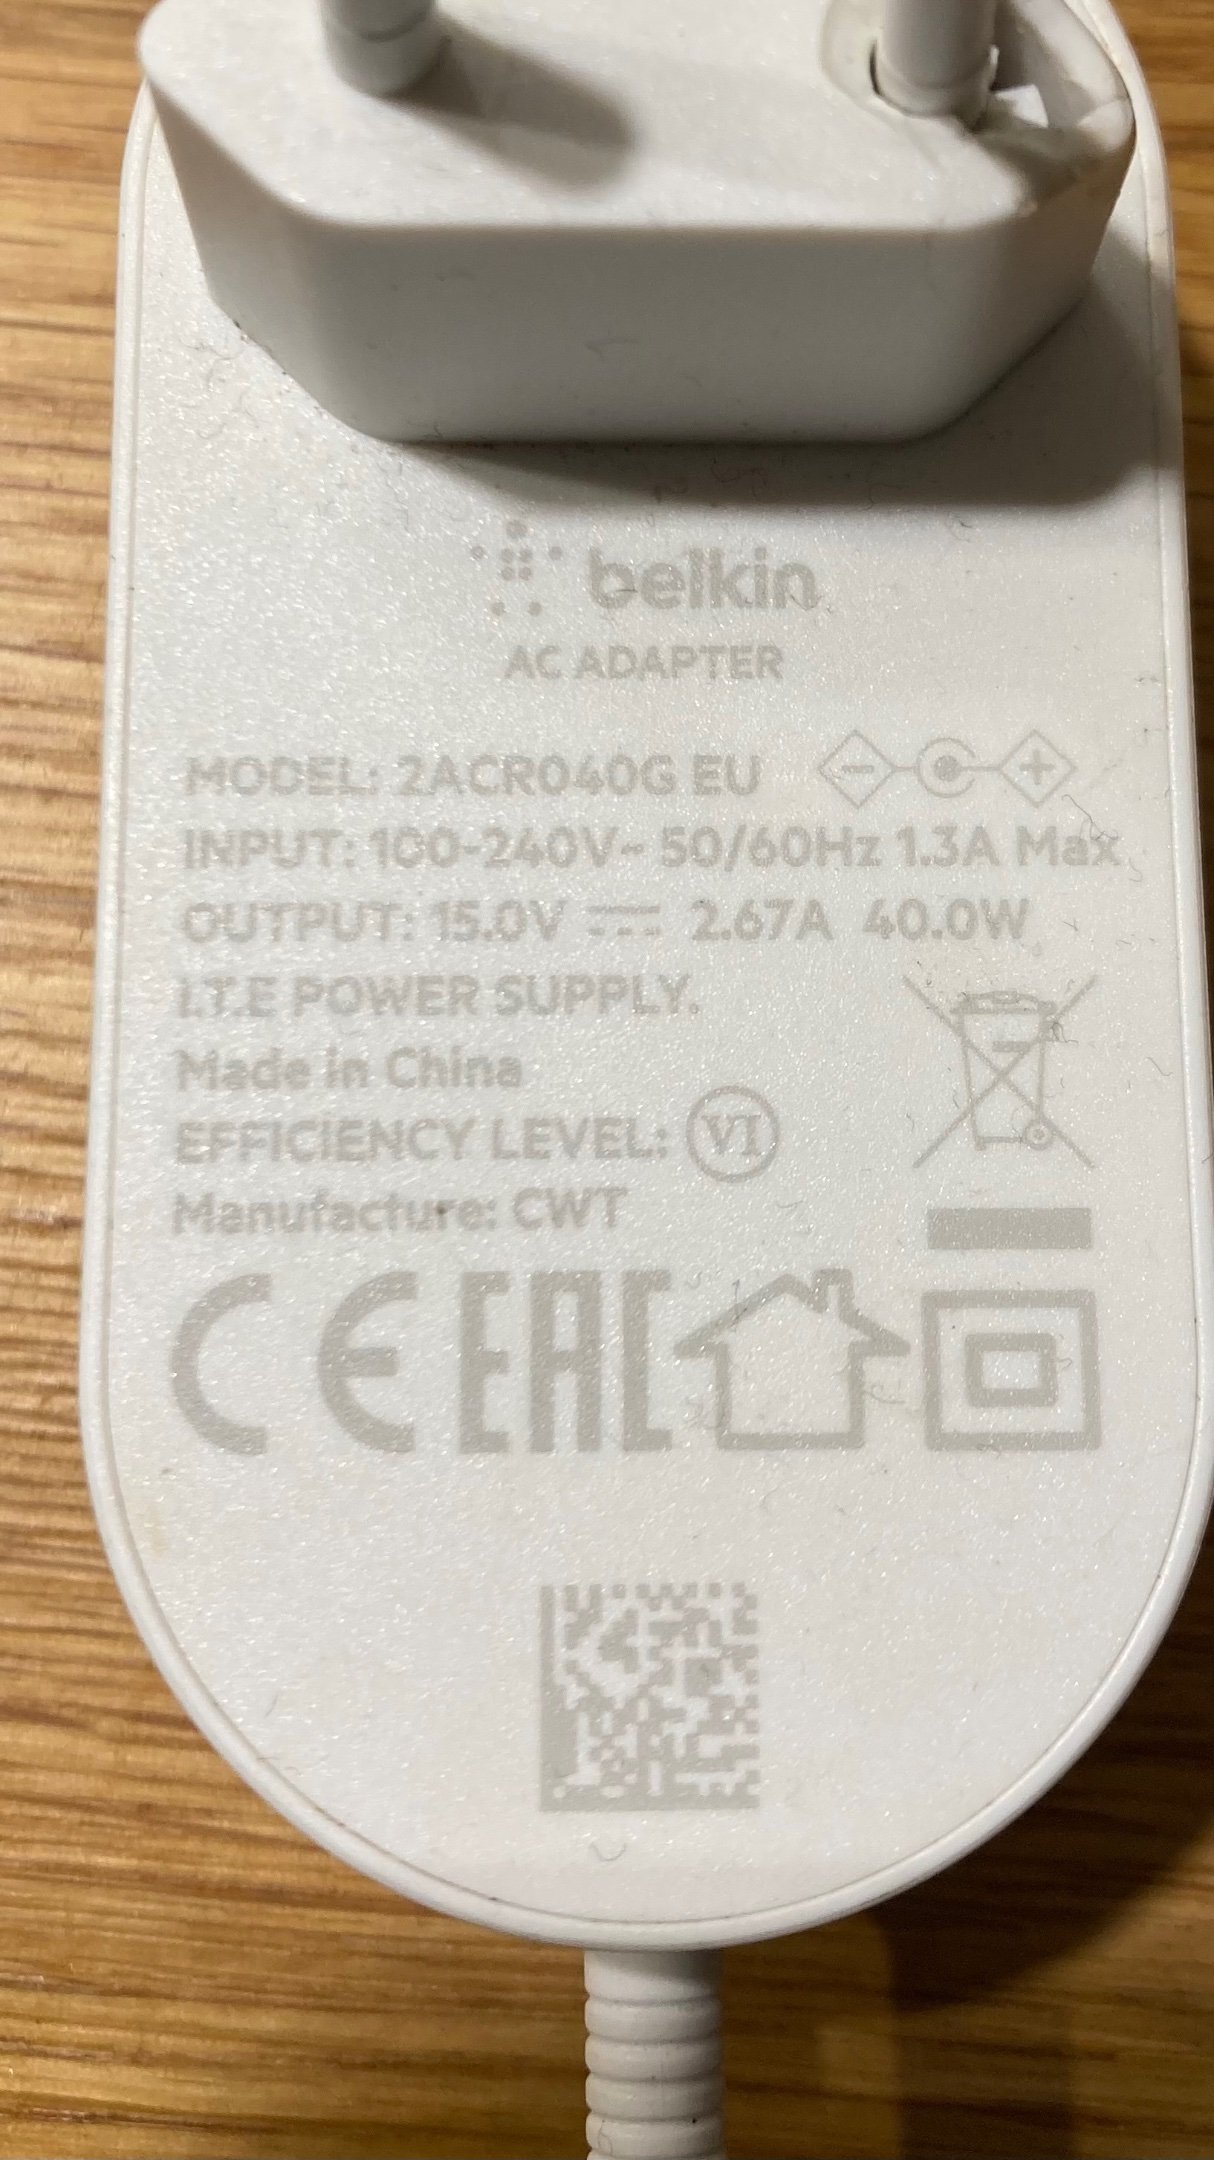 belkin
AC ADAPTER
MODEL: 2ACR040G EU - +
INPUT: 100-240V~ 50/60Hz 1.3A Max
OUTPUT: 15.0V ⎓ 2.67A 40.0W
I.T.E POWER SUPPLY.
Made in China
EFFICIENCY LEVEL: VI
Manufacture: CWT
CE EAC